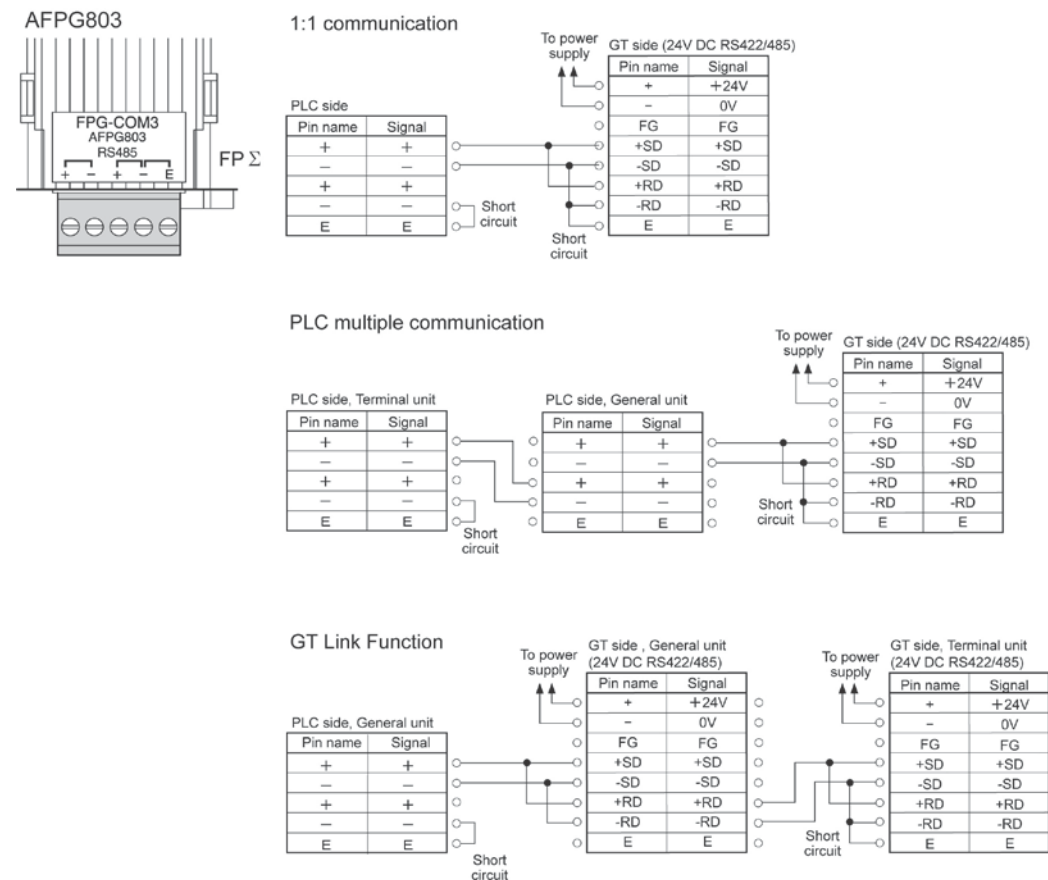 AFPG803
FPG-COM3
AFPG803
RS485
+ − + − E
FP Σ
1:1 communication
To power
supply
GT side (24V DC RS422/485)
Pin name Signal
+ +24V
− 0V
FG FG
+SD +SD
-SD -SD
+RD +RD
-RD -RD
E E
PLC side
Pin name Signal
+ +
− −
+ +
− −
E E
Short
circuit
Short
circuit
PLC multiple communication
To power
supply
GT side (24V DC RS422/485)
Pin name Signal
+ +24V
− 0V
FG FG
+SD +SD
-SD -SD
+RD +RD
-RD -RD
E E
PLC side, Terminal unit
Pin name Signal
+ +
− −
+ +
− −
E E
Short
circuit
PLC side, General unit
Pin name Signal
+ +
− −
+ +
− −
E E
Short
circuit
GT Link Function
To power
supply
GT side , General unit
(24V DC RS422/485)
Pin name Signal
+ +24V
− 0V
FG FG
+SD +SD
-SD -SD
+RD +RD
-RD -RD
E E
To power
supply
GT side, Terminal unit
(24V DC RS422/485)
Pin name Signal
+ +24V
− 0V
FG FG
+SD +SD
-SD -SD
+RD +RD
-RD -RD
E E
PLC side, General unit
Pin name Signal
+ +
− −
+ +
− −
E E
Short
circuit
Short
circuit